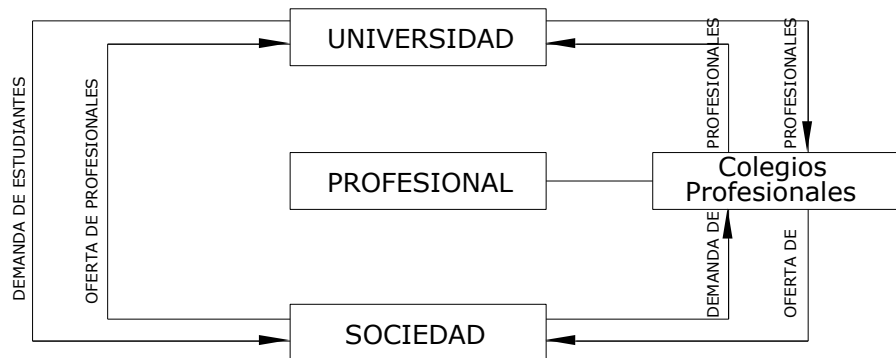 UNIVERSIDAD
DEMANDA DE ESTUDIANTES
OFERTA DE PROFESIONALES
PROFESIONAL
Colegios
Profesionales
DEMANDA DE PROFESIONALES
OFERTA DE PROFESIONALES
SOCIEDAD